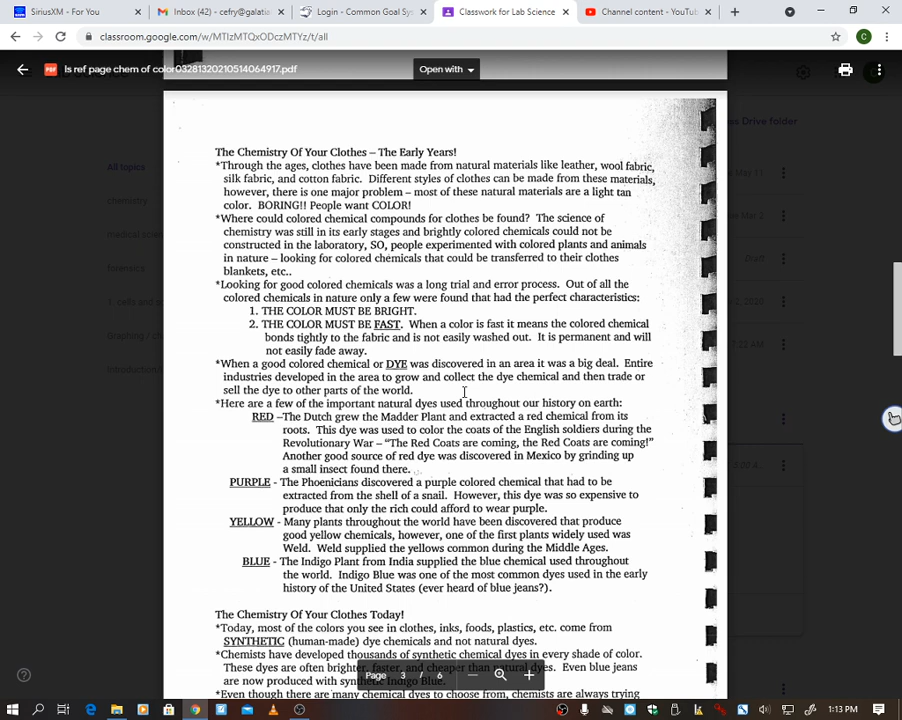 SiriusXM - For You
Inbox (42) - cefry@galati
Login - Common Goal Sy
Classwork for Lab Science
Channel content - YouTu
classroom.google.com/w/MTIzMTQxODczMTYz/t/all
C
PDF
ls ref page chem of color03281320210514064917.pdf
Open with
es Drive folder
All topics
chemistry
medical scien
forensics
T. cells and a
Graphing / 
Introduction
e May 11
te Mar 2
Draft
2, 2020
7:22 AM
5:00 A
The Chemistry Of Your Clothes – The Early Years!
*Through the ages, clothes have been made from natural materials like leather, wool fabric,
silk fabric, and cotton fabric. Different styles of clothes can be made from these materials,
however, there is one major problem – most of these natural materials are a light tan
color. BORING!! People want COLOR!
*Where could colored chemical compounds for clothes be found? The science of
chemistry was still in its early stages and brightly colored chemicals could not be
constructed in the laboratory, SO, people experimented with colored plants and animals
in nature – looking for colored chemicals that could be transferred to their clothes
blankets, etc..
*Looking for good colored chemicals was a long trial and error process. Out of all the
colored chemicals in nature only a few were found that had the perfect characteristics:
1. THE COLOR MUST BE BRIGHT.
2. THE COLOR MUST BE FAST. When a color is fast it means the colored chemical
bonds tightly to the fabric and is not easily washed out. It is permanent and will
not easily fade away.
*When a good colored chemical or DYE was discovered in an area it was a big deal. Entire
industries developed in the area to grow and collect the dye chemical and then trade or
sell the dye to other parts of the world.
*Here are a few of the important natural dyes used throughout our history on earth:
RED –The Dutch grew the Madder Plant and extracted a red chemical from its
roots. This dye was used to color the coats of the English soldiers during the
Revolutionary War – "The Red Coats are coming, the Red Coats are coming!"
Another good source of red dye was discovered in Mexico by grinding up
a small insect found there.
PURPLE - The Phoenicians discovered a purple colored chemical that had to be
extracted from the shell of a snail. However, this dye was so expensive to
produce that only the rich could afford to wear purple.
YELLOW - Many plants throughout the world have been discovered that produce
good yellow chemicals, however, one of the first plants widely used was
Weld. Weld supplied the yellows common during the Middle Ages.
BLUE - The Indigo Plant from India supplied the blue chemical used throughout
the world. Indigo Blue was one of the most common dyes used in the early
history of the United States (ever heard of blue jeans?).
The Chemistry Of Your Clothes Today!
*Today, most of the colors you see in clothes, inks, foods, plastics, etc. come from
SYNTHETIC (human-made) dye chemicals and not natural dyes.
*Chemists have developed thousands of synthetic chemical dyes in every shade of color.
These dyes are often brighter, faster, and cheaper than natural dyes. Even blue jeans
are now produced with synthetic Indigo Blue.
*Even though there are many chemical dyes to choose from, chemists are always trying
Page 3 / 6
1:13 PM